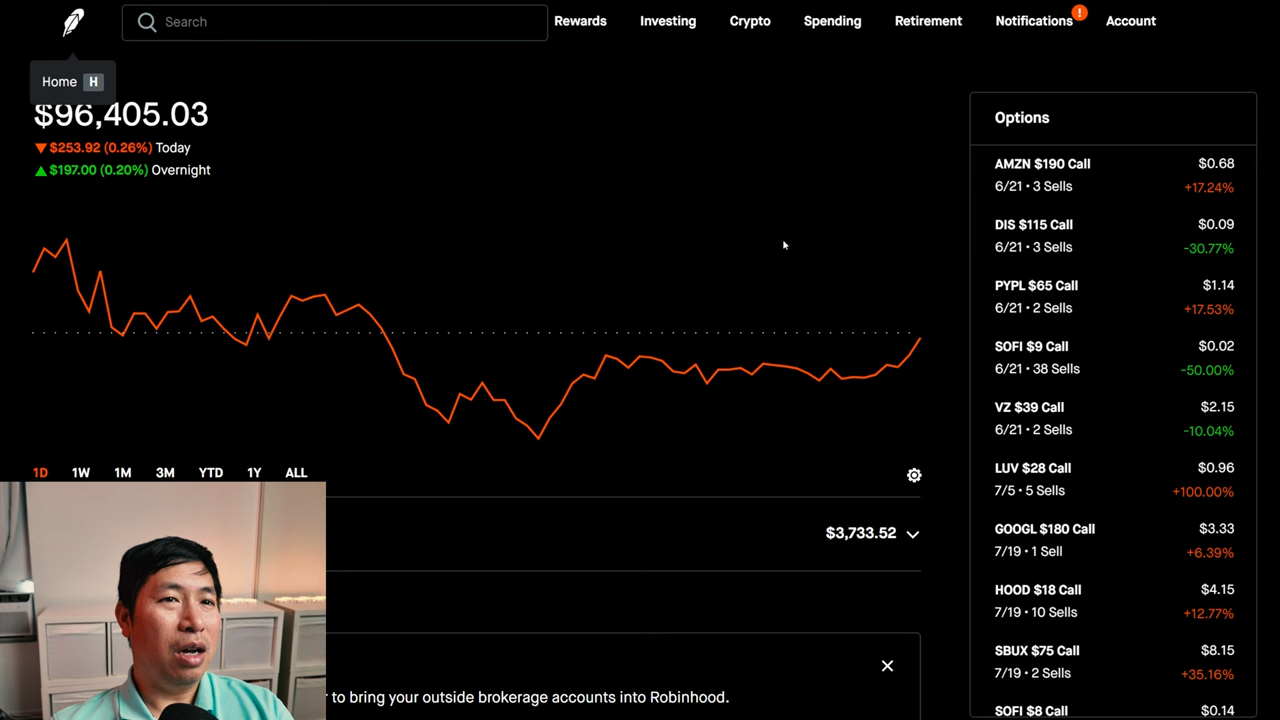 Search
Rewards
Investing
Crypto
Spending
Retirement
Notifications
!
Account
Home H
$96,405.03
$253.92 (0.26%) Today
$197.00 (0.20%) Overnight
1D 1W 1M 3M YTD 1Y ALL
$3,733.52
to bring your outside brokerage accounts into Robinhood.
Options
AMZN $190 Call $0.68
6/21 • 3 Sells +17.24%
DIS $115 Call $0.09
6/21 • 3 Sells -30.77%
PYPL $65 Call $1.14
6/21 • 2 Sells +17.53%
SOFI $9 Call $0.02
6/21 • 38 Sells -50.00%
VZ $39 Call $2.15
6/21 • 2 Sells -10.04%
LUV $28 Call $0.96
7/5 • 5 Sells +100.00%
GOOGL $180 Call $3.33
7/19 • 1 Sell +6.39%
HOOD $18 Call $4.15
7/19 • 10 Sells +12.77%
SBUX $75 Call $8.15
7/19 • 2 Sells +35.16%
SOFI $8 Call $0.14